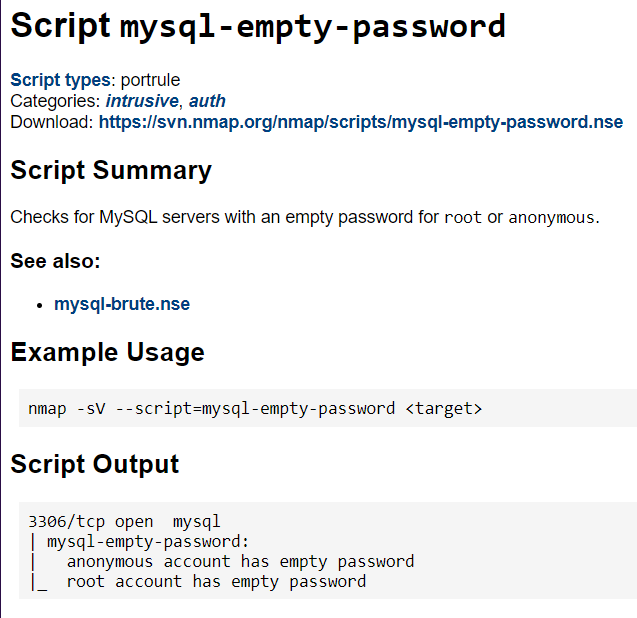 Script mysql-empty-password
Script types: portrule
Categories: intrusive, auth
Download: https://svn.nmap.org/nmap/scripts/mysql-empty-password.nse
Script Summary
Checks for MySQL servers with an empty password for root or anonymous.
See also:
• mysql-brute.nse
Example Usage
nmap -sV --script=mysql-empty-password <target>
Script Output
3306/tcp open  mysql
| mysql-empty-password:
|   anonymous account has empty password
|_  root account has empty password